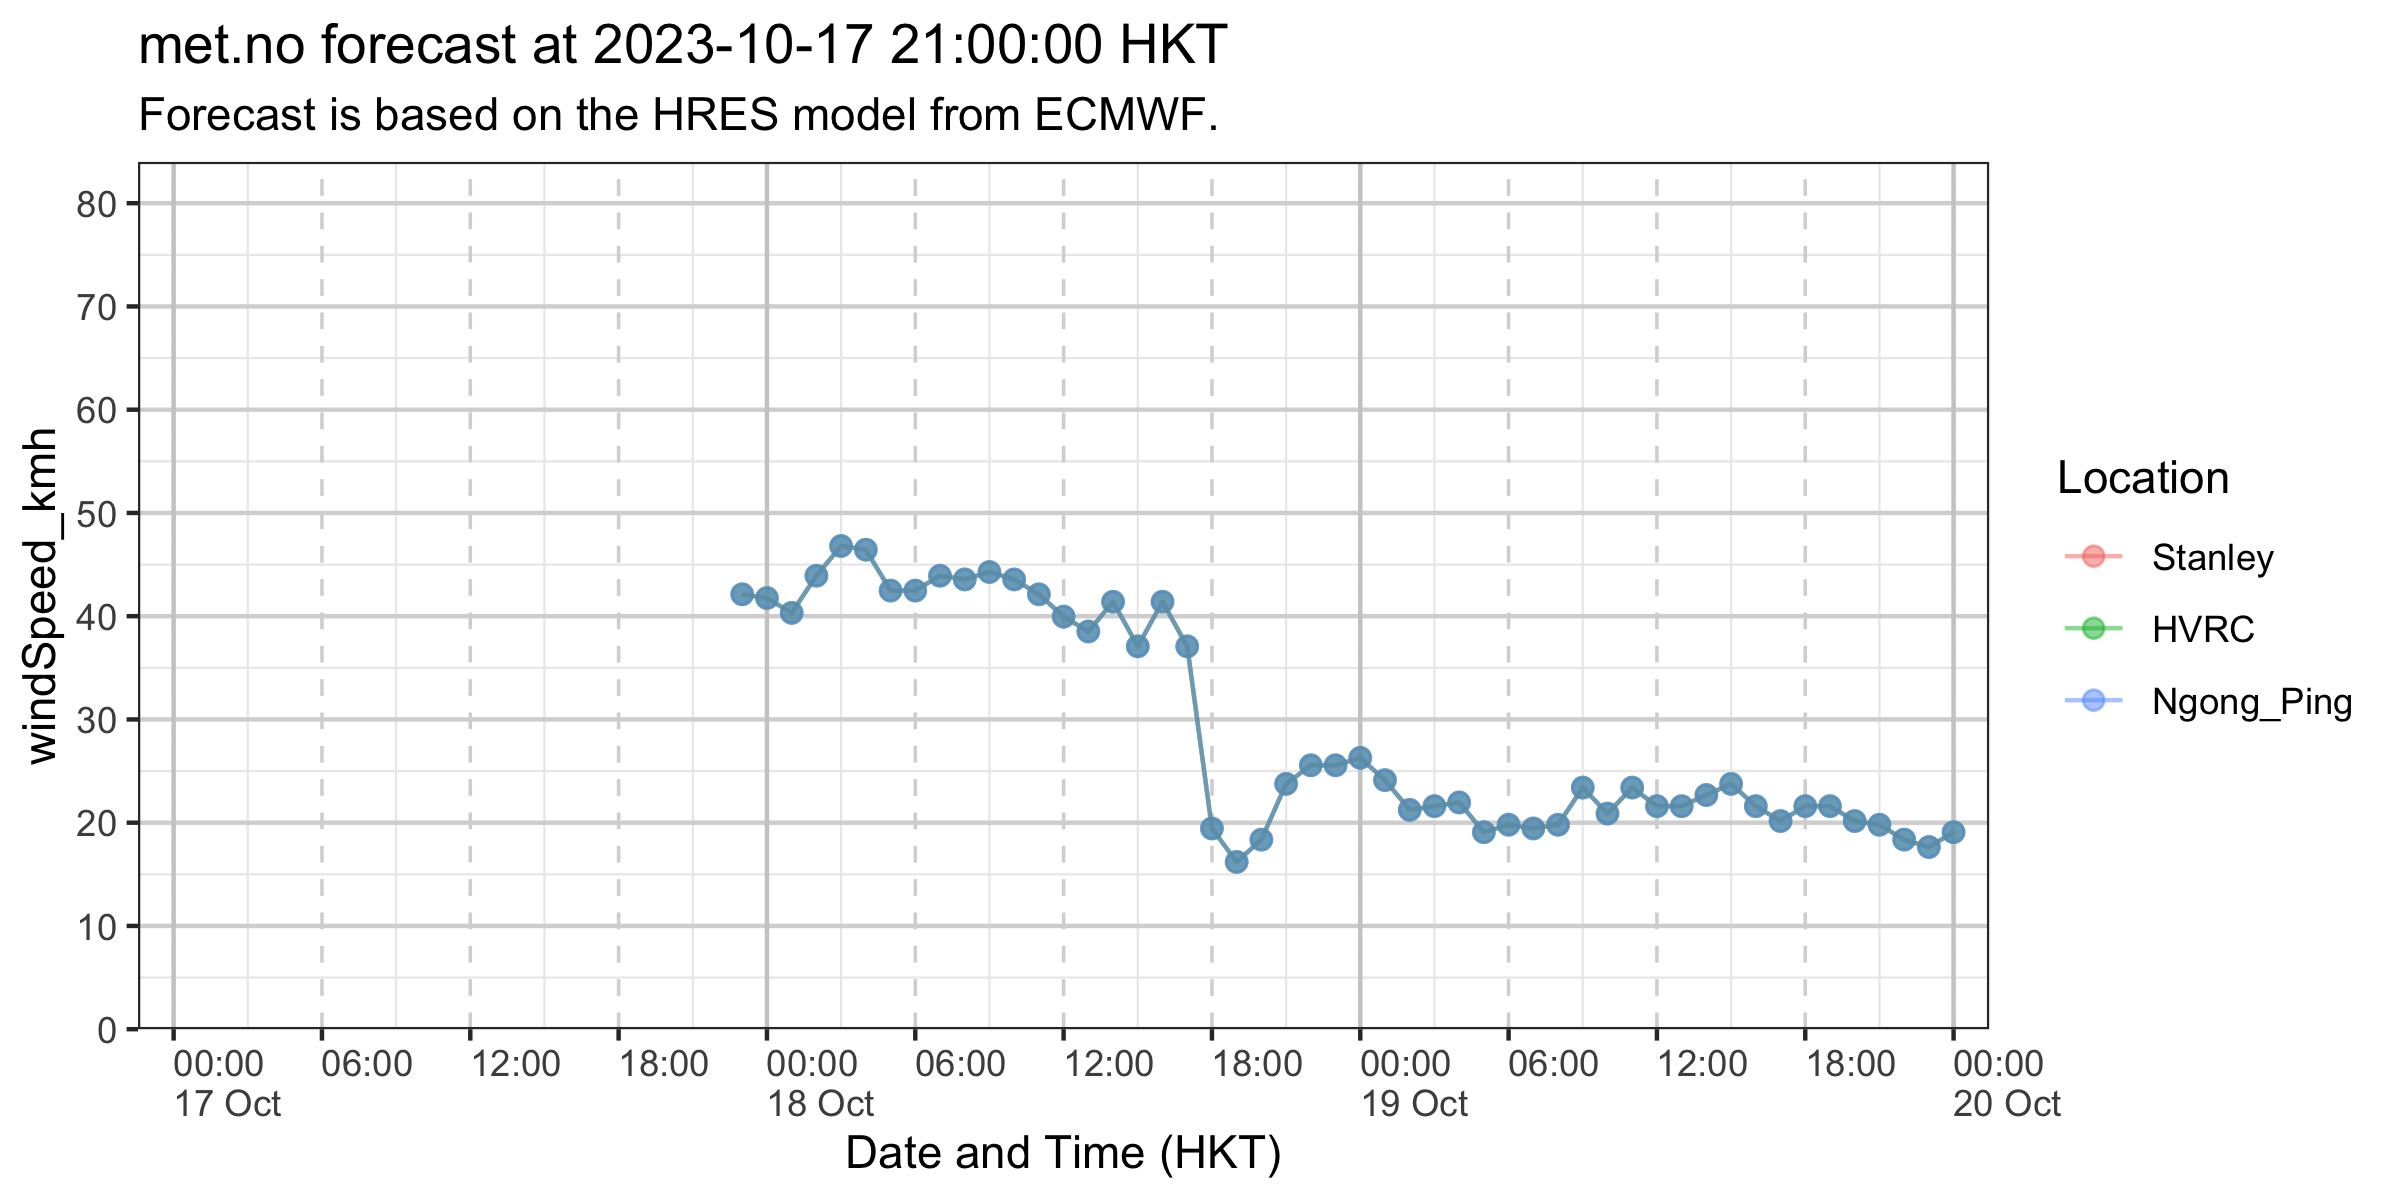 met.no forecast at 2023-10-17 21:00:00 HKT
Forecast is based on the HRES model from ECMWF.
windSpeed_kmh
80
70
60
50
40
30
20
10
0
00:00 06:00 12:00 18:00 00:00 06:00 12:00 18:00 00:00 06:00 12:00 18:00 00:00
17 Oct 18 Oct 19 Oct 20 Oct
Date and Time (HKT)
Location
Stanley
HVRC
Ngong_Ping